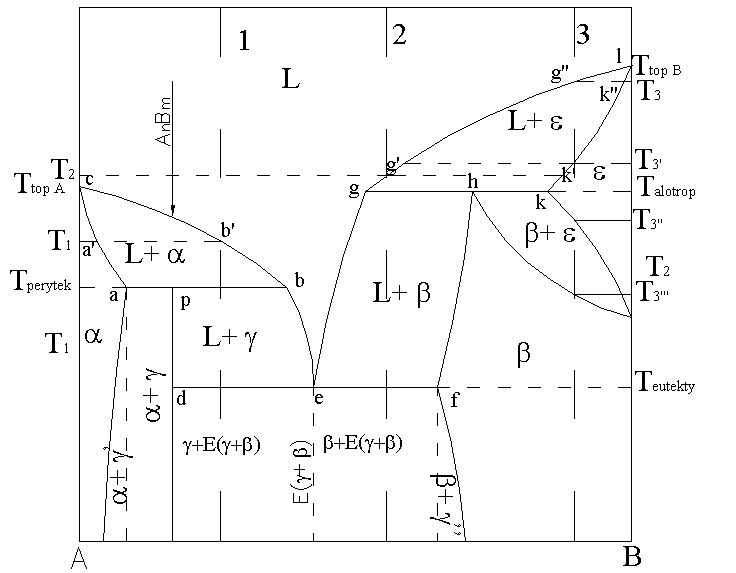 1
2
3
l
T top B
L
g''
k''
T3
AnBm
L + ε
T2
c
g'
T3'
k'
ε
T top A
g
h
k
T alotrop
T1
a'
b'
L + α
β + ε
T3''
T perytek
a
p
b
L + β
T2
T3'''
T1
α
L + γ
β
α + γ
d
e
f
T eutekty
γ+E(γ+β)
E(γ+β)
β+E(γ+β)
α + γ'
β + γ''
A
B